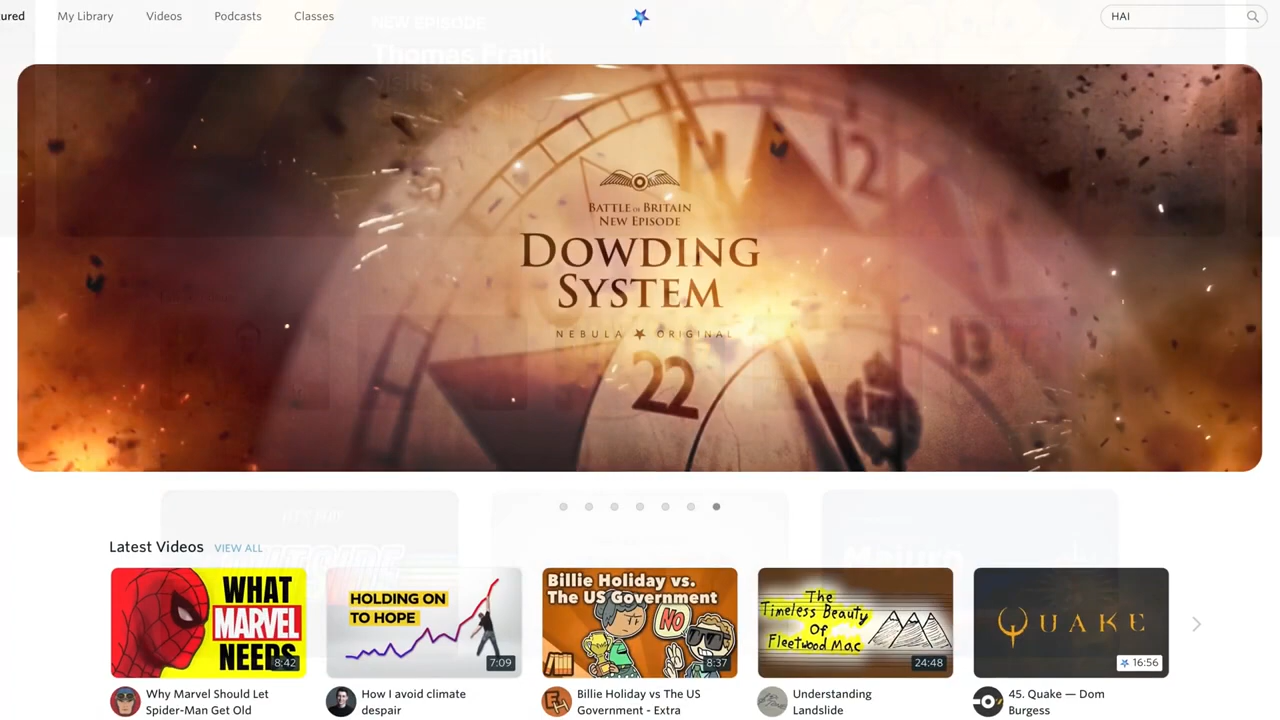 ured My Library Videos Podcasts Classes HAI
NEW EPISODE
Thomas Frank
12
BATTLE OF BRITAIN
NEW EPISODE
DOWDING
SYSTEM
NEBULA ORIGINAL
13
22
Latest Videos VIEW ALL
WHAT
MARVEL
NEEDS
8:42
HOLDING ON
TO HOPE
7:09
Billie Holiday vs.
The US Government
NO
8:37
The
Timeless Beauty
Of
Fleetwood Mac
24:48
QUAKE
16:56
Why Marvel Should Let
Spider-Man Get Old
How I avoid climate
despair
Billie Holiday vs The US
Government - Extra
Understanding
Landslide
45. Quake — Dom
Burgess